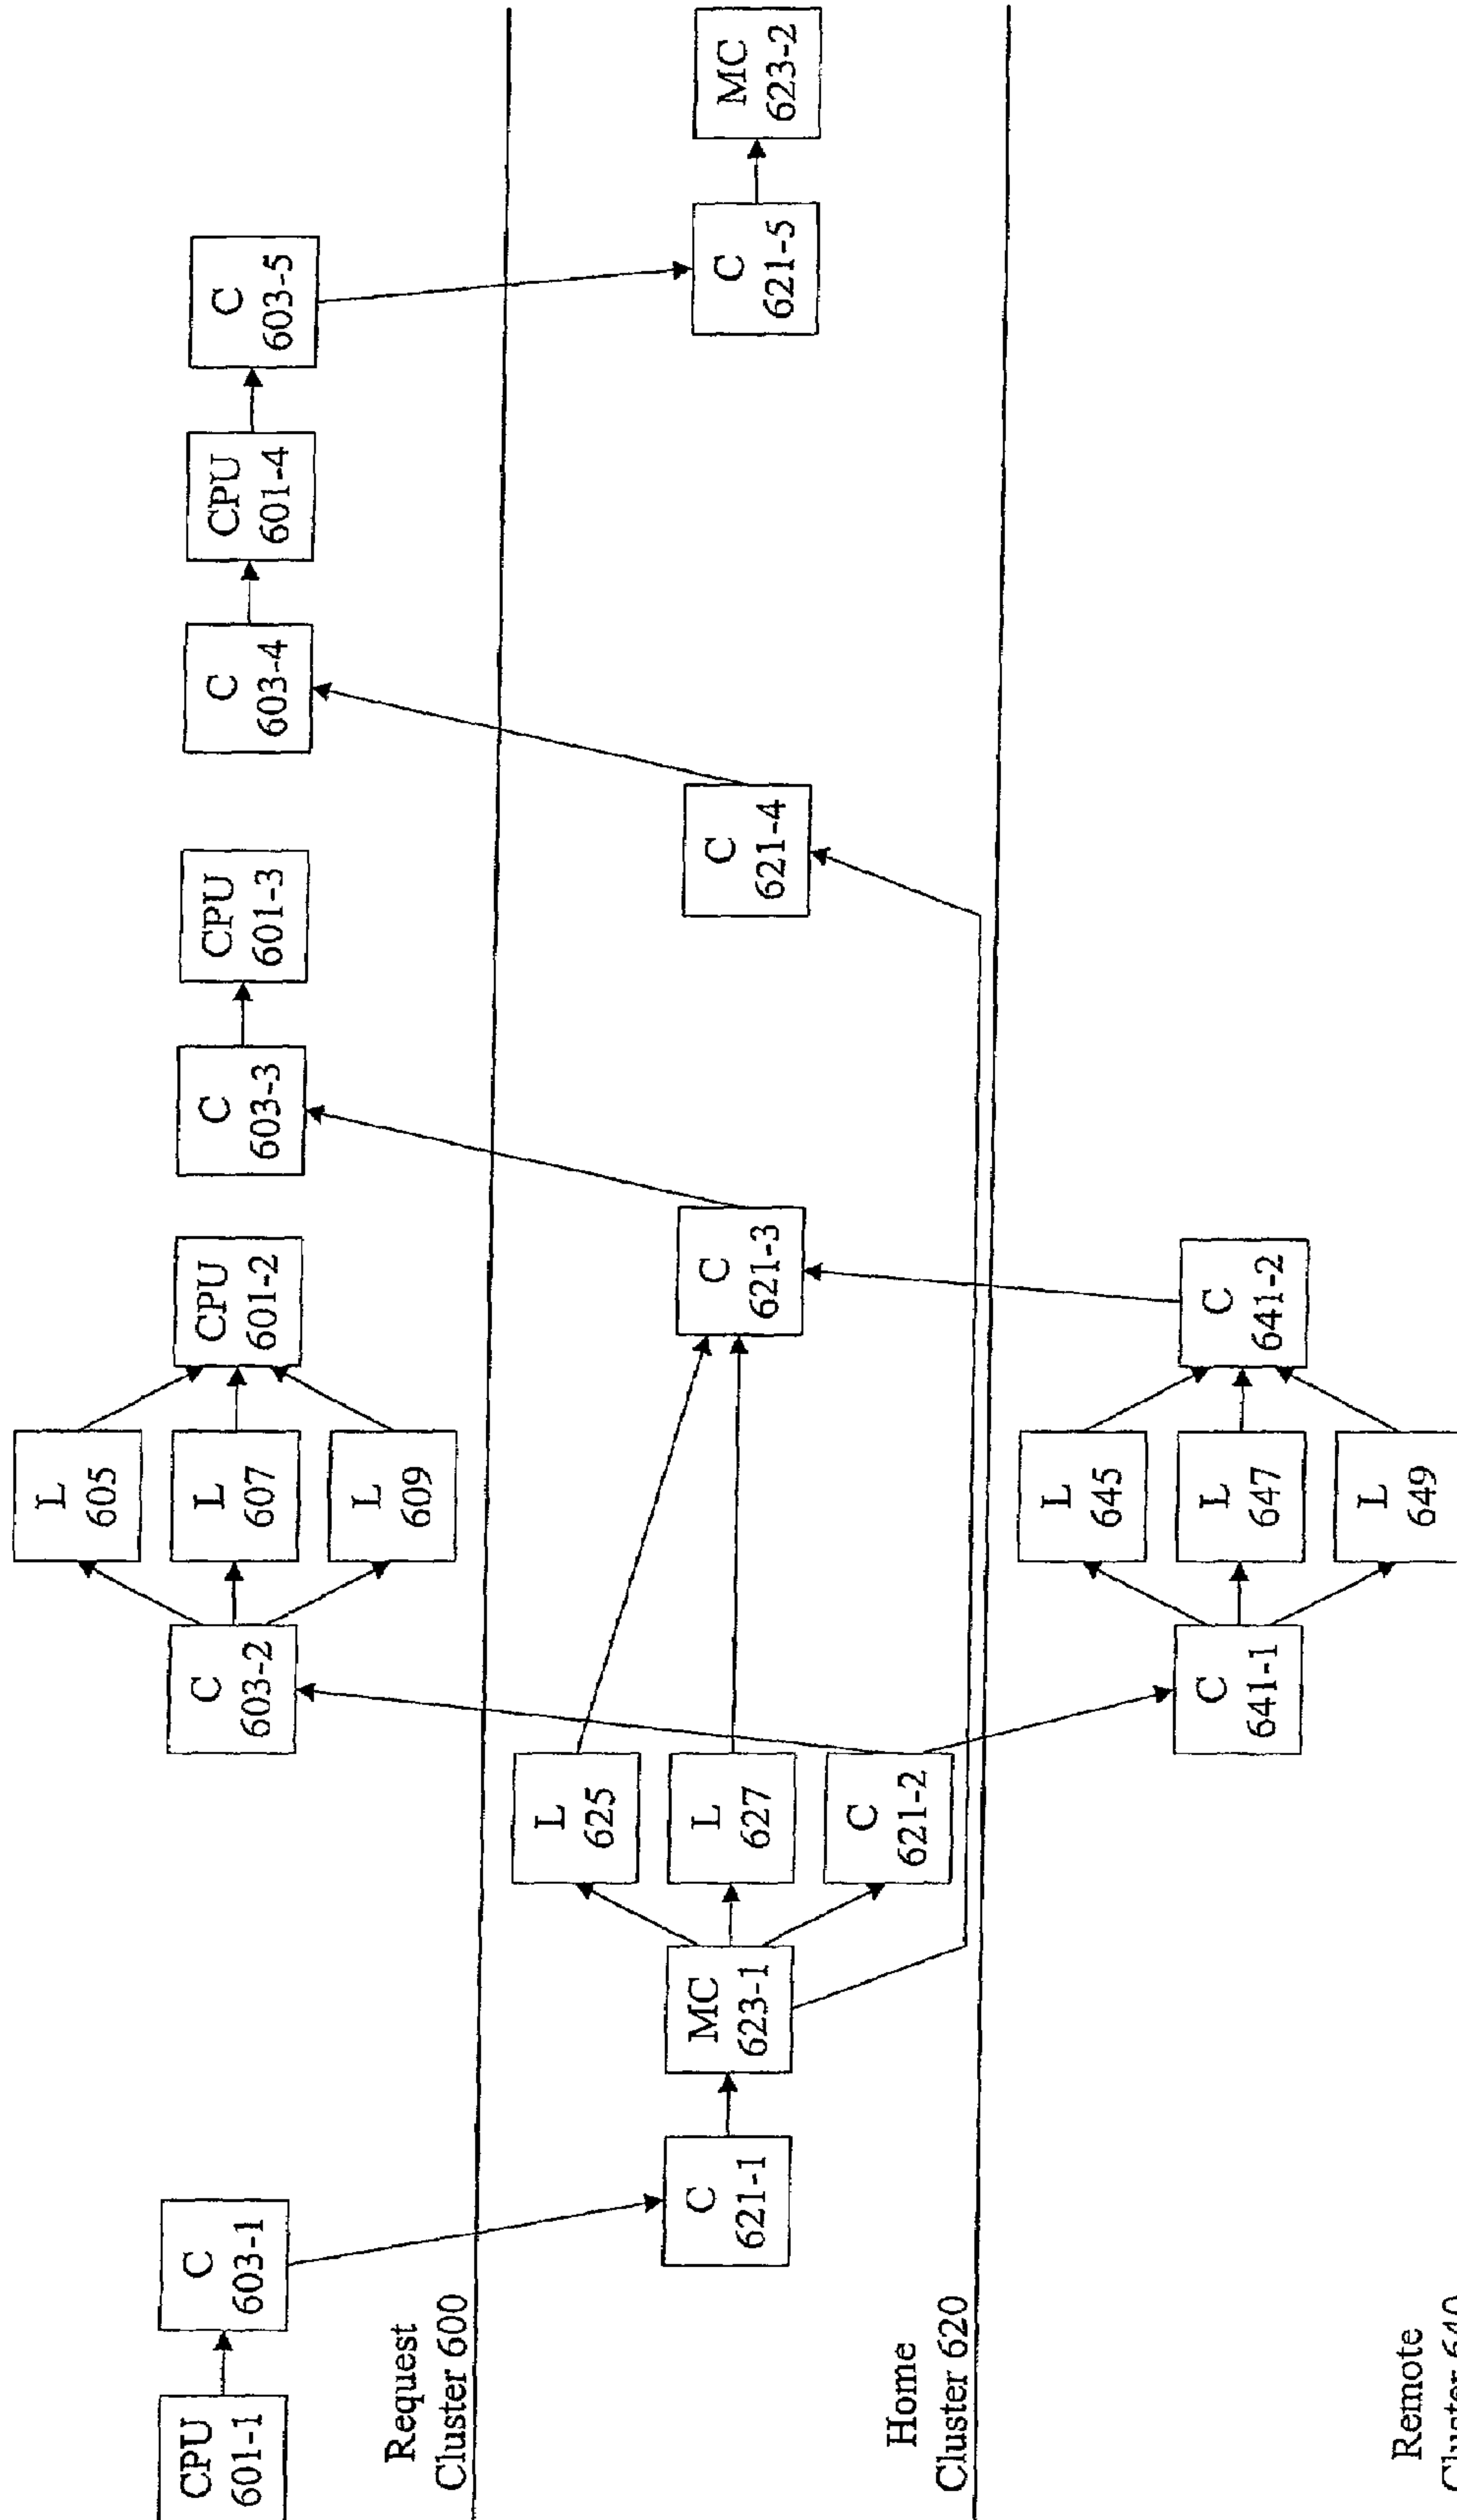 CPU
601-1
C
603-1
C
603-2
L
605
L
607
L
609
CPU
601-2
C
603-3
CPU
601-3
C
603-4
CPU
601-4
C
603-5
Request
Cluster 600
C
621-1
MC
623-1
L
625
L
627
C
621-2
C
621-3
C
621-4
C
621-5
MC
623-2
Home
Cluster 620
C
641-1
L
645
L
647
L
649
C
641-2
Remote
Cluster 640